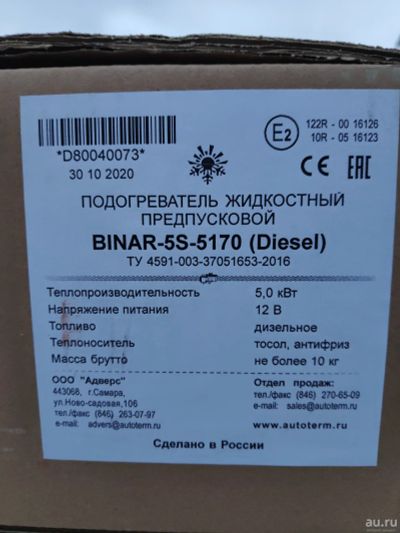 *D80040073*
30 10 2020
E2
122R - 00 16126
10R - 05 16123
CE EAC
ПОДОГРЕВАТЕЛЬ ЖИДКОСТНЫЙ
ПРЕДПУСКОВОЙ
BINAR-5S-5170 (Diesel)
ТУ 4591-003-37051653-2016
Теплопроизводительность 5,0 кВт
Напряжение питания 12 В
Топливо дизельное
Теплоноситель тосол, антифриз
Масса брутто не более 10 кг
ООО "Адверс"
443068, г.Самара,
ул.Ново-садовая,106
тел./факс (846) 263-07-97
e-mail: advers@autoterm.ru
Отдел продаж:
тел./факс (846) 270-65-09
e-mail: sales@autoterm.ru
www.autoterm.ru
Сделано в России
au.ru